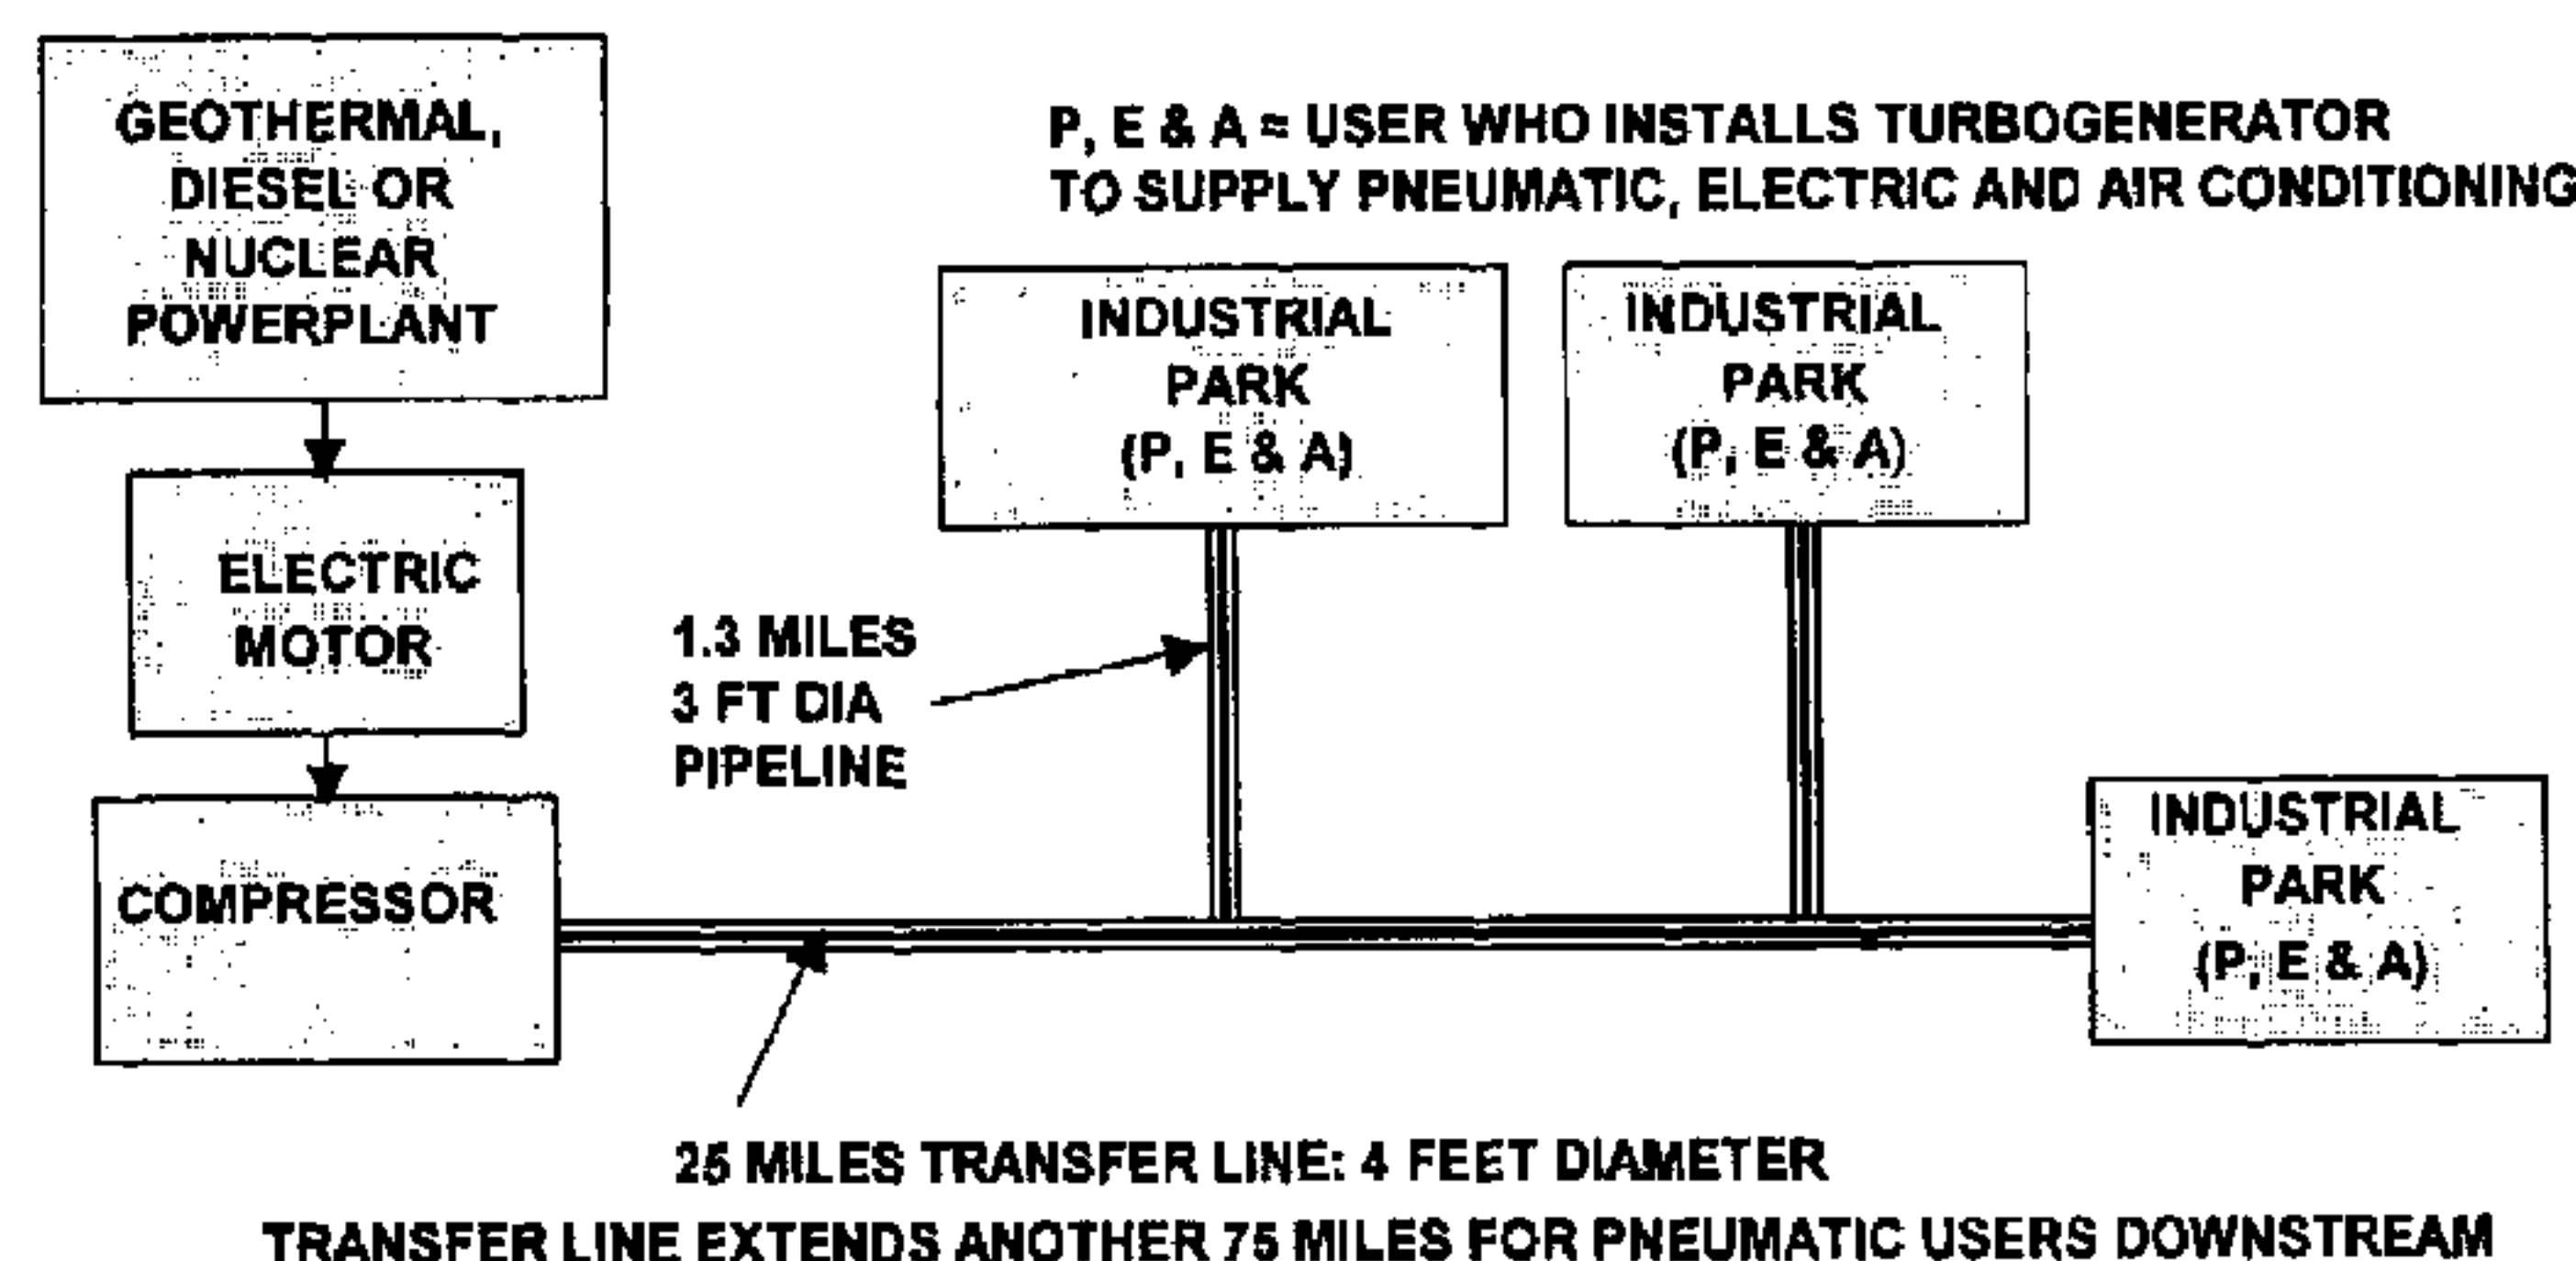 GEOTHERMAL,
DIESEL OR
NUCLEAR
POWERPLANT
P, E & A = USER WHO INSTALLS TURBOGENERATOR
TO SUPPLY PNEUMATIC, ELECTRIC AND AIR CONDITIONING
INDUSTRIAL
PARK
(P, E & A)
INDUSTRIAL
PARK
(P, E & A)
ELECTRIC
MOTOR
1.3 MILES
3 FT DIA
PIPELINE
COMPRESSOR
INDUSTRIAL
PARK
(P, E & A)
25 MILES TRANSFER LINE: 4 FEET DIAMETER
TRANSFER LINE EXTENDS ANOTHER 75 MILES FOR PNEUMATIC USERS DOWNSTREAM